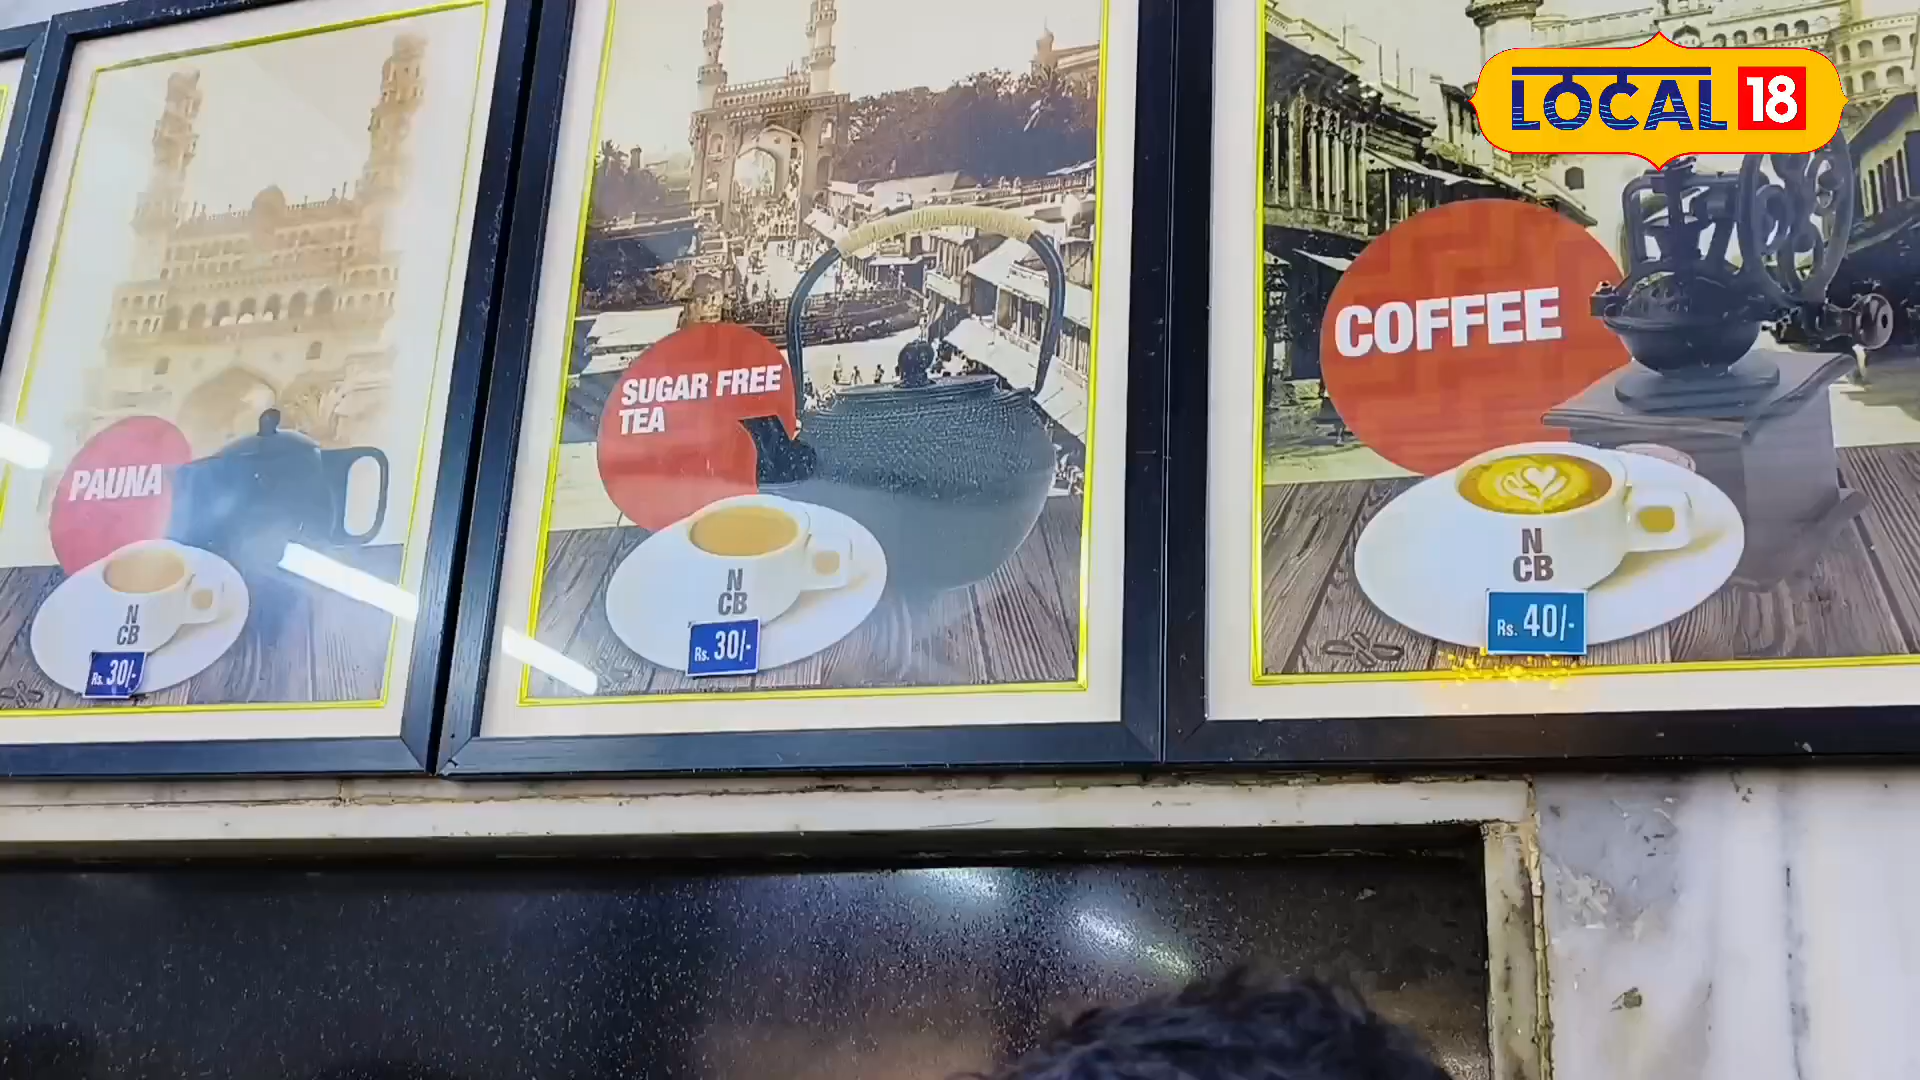 LOCAL 18
PAUNA
N
CB
Rs. 30/-
SUGAR FREE
TEA
N
CB
Rs. 30/-
COFFEE
N
CB
Rs. 40/-